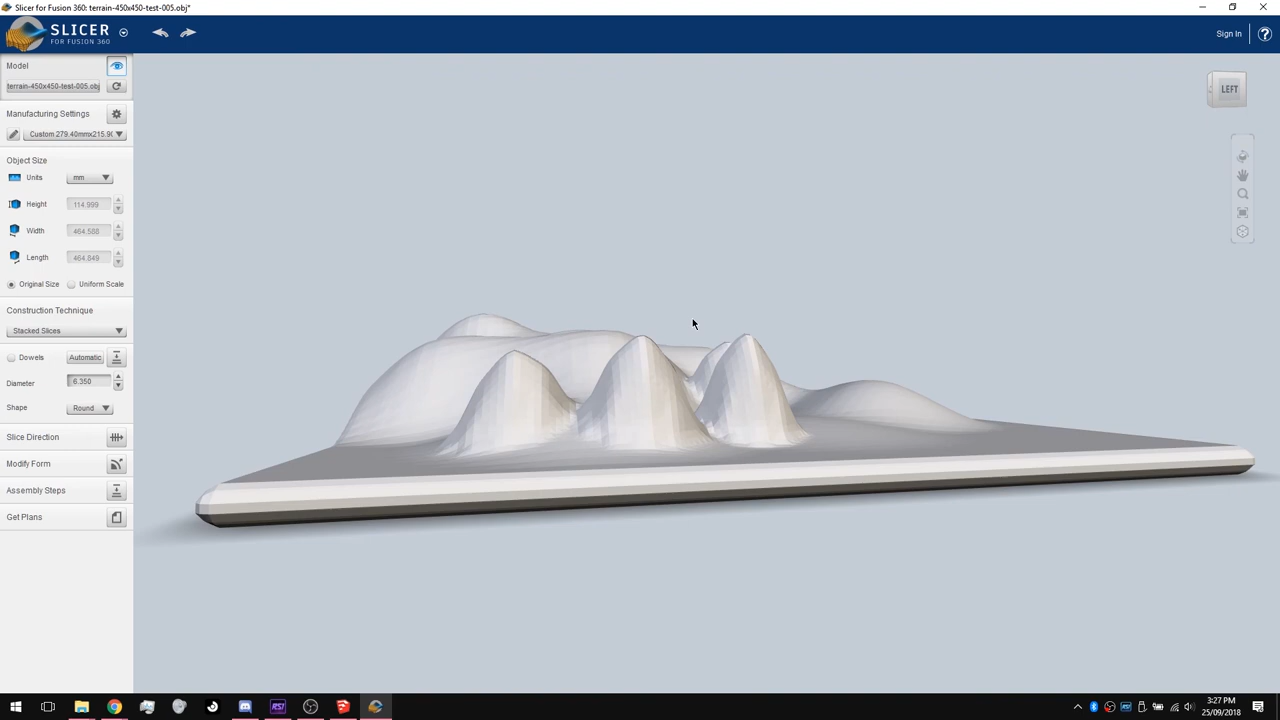 Slicer for Fusion 360: terrain-450x450-test-005.obj*
SLICER
FOR FUSION 360
Sign In
?
Model
terrain-450x450-test-005.obj
Manufacturing Settings
Custom 279.40mmx215.90
Object Size
Units mm
Height 114.999
Width 464.588
Length 464.849
Original Size Uniform Scale
Construction Technique
Stacked Slices
Dowels Automatic
Diameter 6.350
Shape Round
Slice Direction
Modify Form
Assembly Steps
Get Plans
LEFT
RS!
3:27 PM
25/09/2018